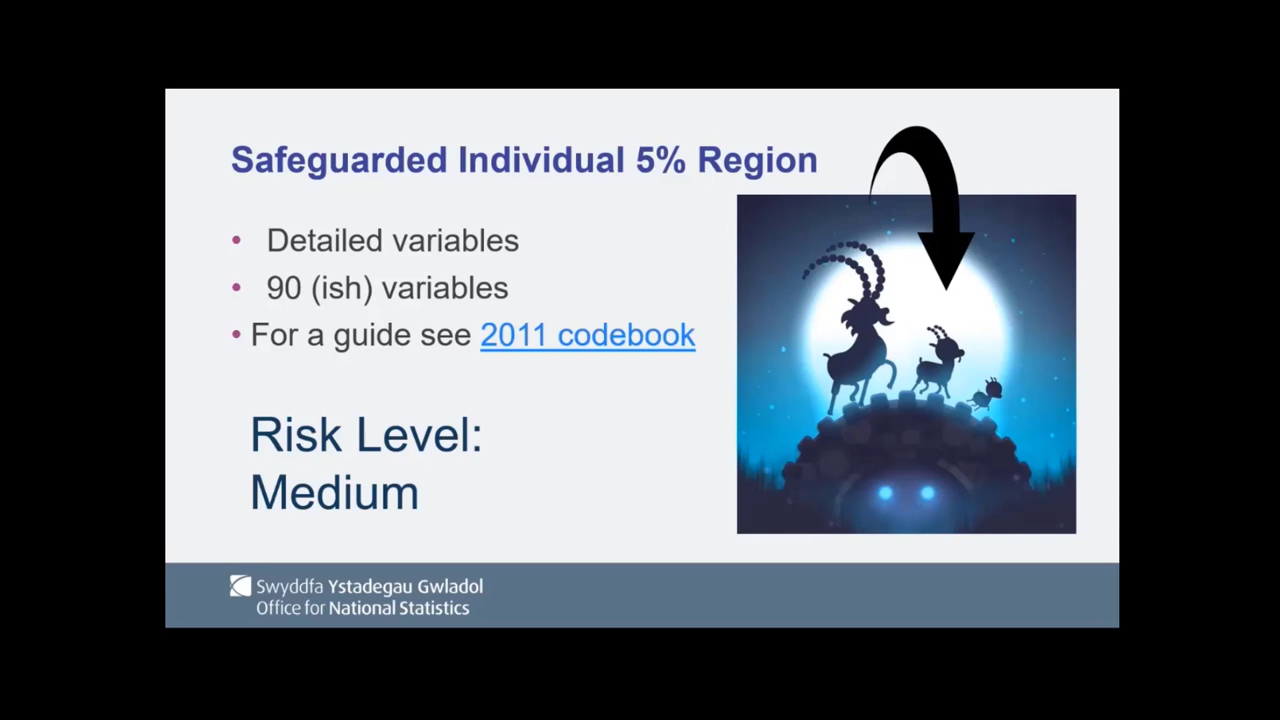 Safeguarded Individual 5% Region
• Detailed variables
• 90 (ish) variables
• For a guide see 2011 codebook
Risk Level:
Medium
Swyddfa Ystadegau Gwladol
Office for National Statistics